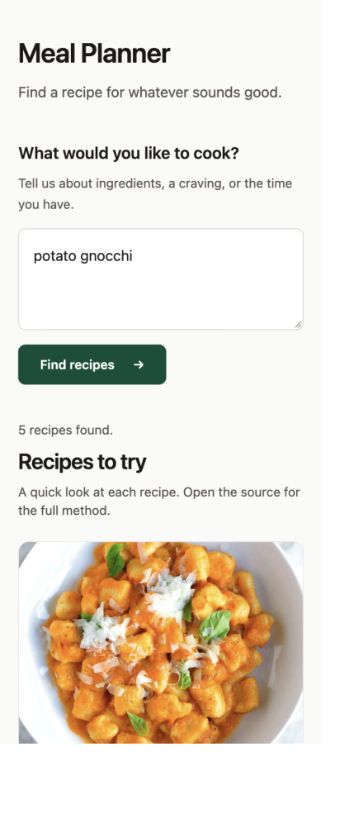 Meal Planner
Find a recipe for whatever sounds good.
What would you like to cook?
Tell us about ingredients, a craving, or the time
you have.
potato gnocchi
Find recipes →
5 recipes found.
Recipes to try
A quick look at each recipe. Open the source for
the full method.